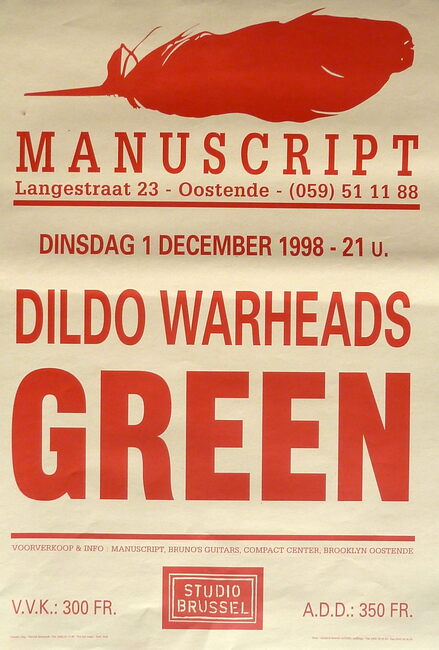 MANUSCRIPT
Langestraat 23 - Oostende - (059) 51 11 88
DINSDAG 1 DECEMBER 1998 - 21 U.
DILDO WARHEADS
GREEN
VOORVERKOOP & INFO : MANUSCRIPT, BRUNO'S GUITARS, COMPACT CENTER, BROOKLYN OOSTENDE
V.V.K.: 300 FR.
STUDIO
BRUSSEL
A.D.D.: 350 FR.